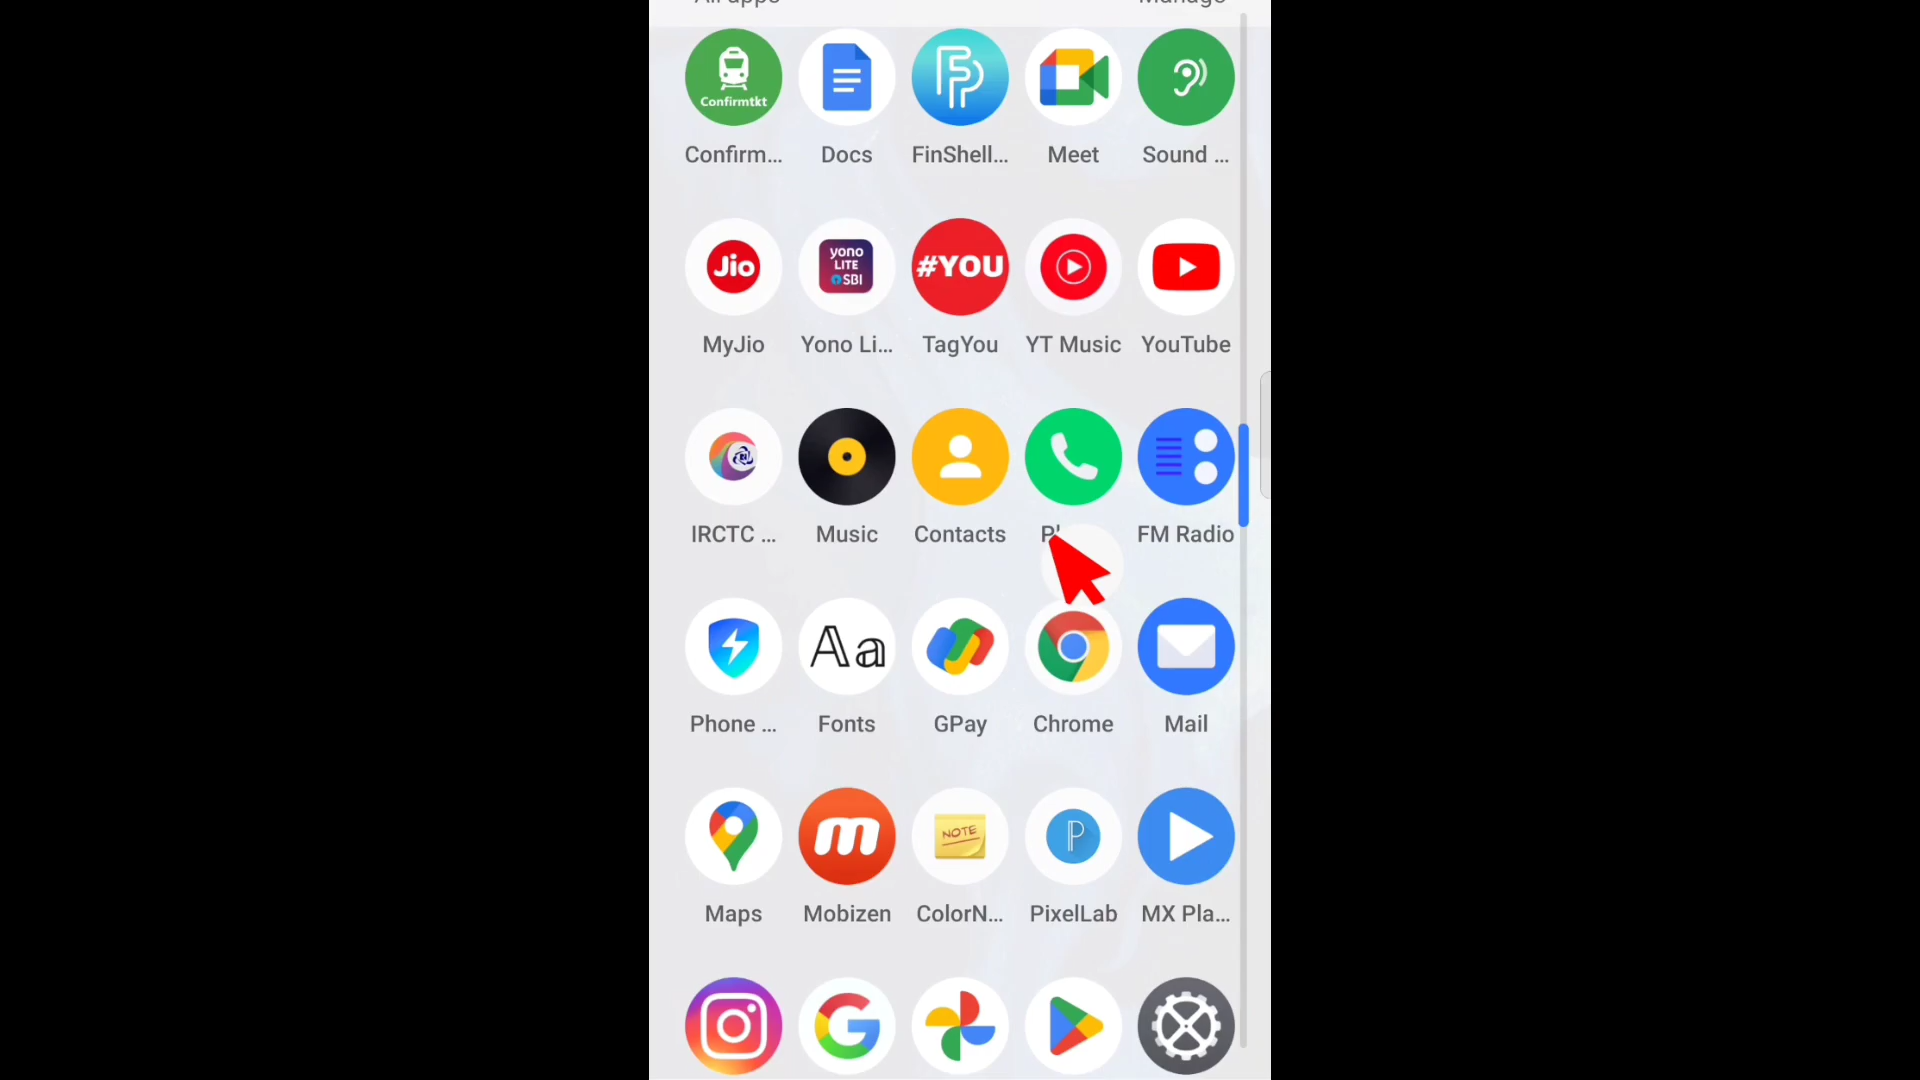 Confirmtkt
Confirm... Docs FinShell... Meet Sound ...
Jio yono LITE SBI #YOU
MyJio Yono Li... TagYou YT Music YouTube
IRCTC ... Music Contacts FM Radio
Aa
Phone ... Fonts GPay Chrome Mail
NOTE
Maps Mobizen ColorN... PixelLab MX Pla...